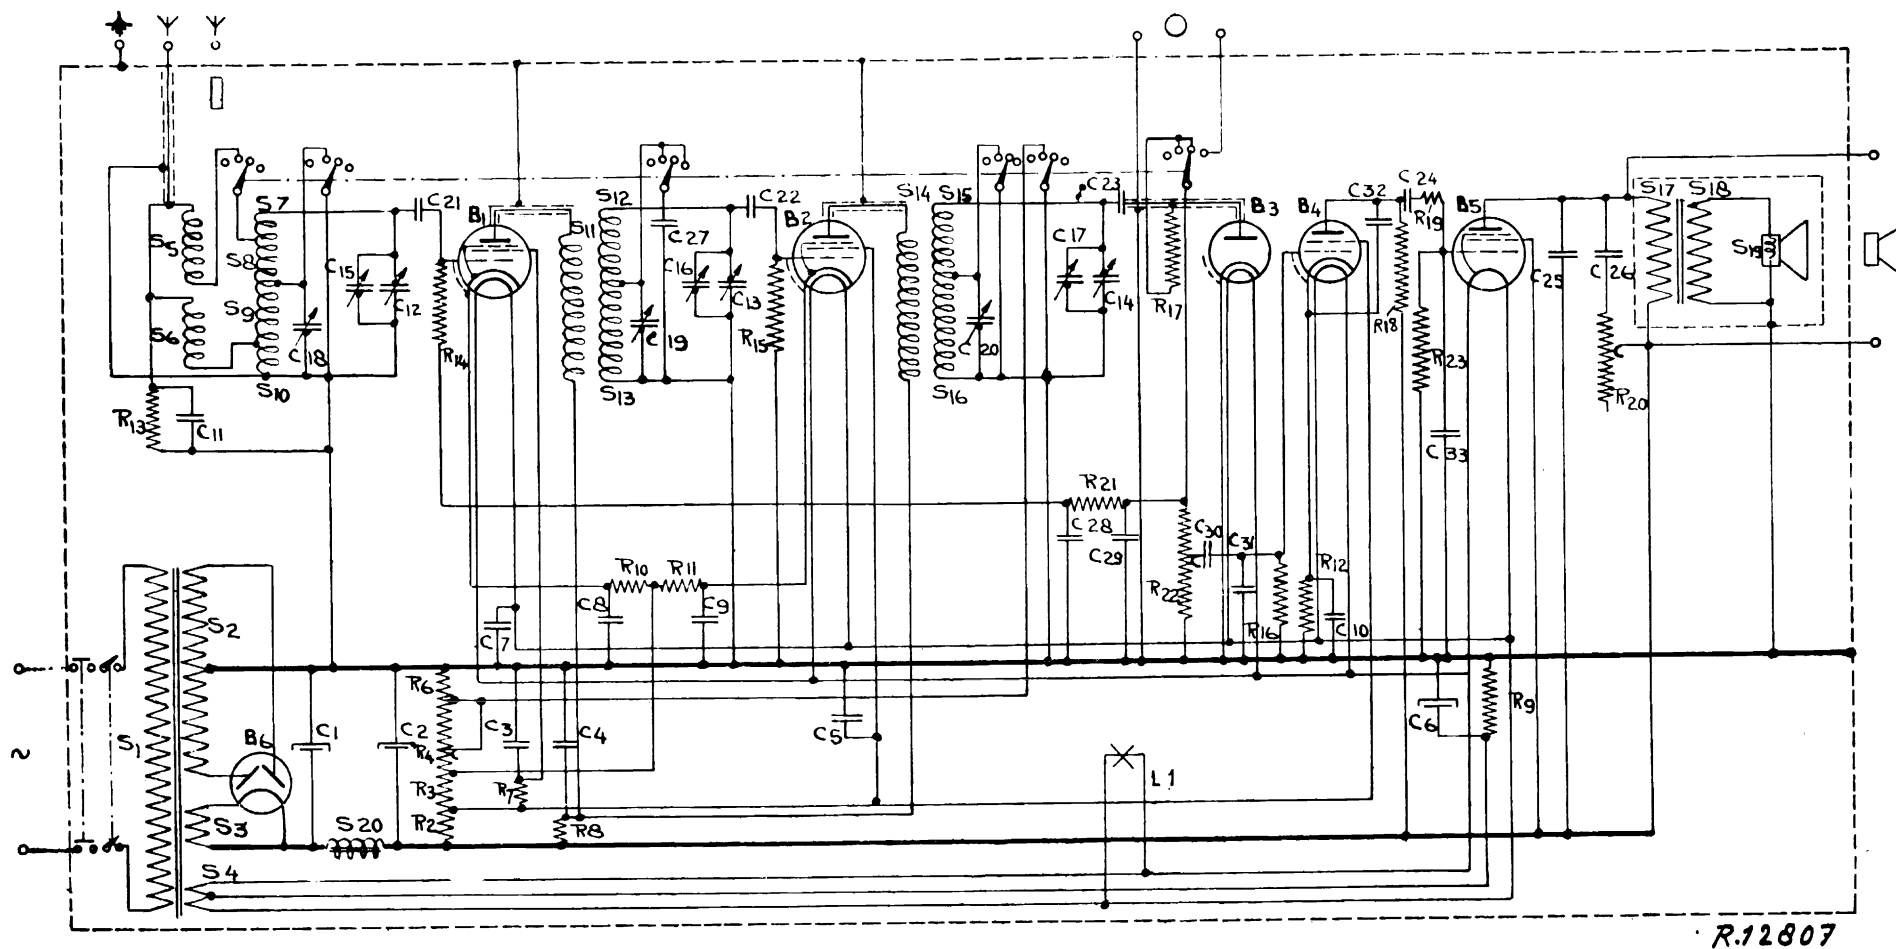 C24
S7 C21 S12 C22 S14 S15 C23 C32 S17 S18
B1 B2 B3 B4 R19 B5
S5 S11 S19
S8 C15 C27 C16 C17 C25 C26
S9 C12 C13 C14 R17
S6 C18 R14 C19 R15 C20 R18 R23
S10 S13 S16 R20
R13 C11 C33
R21
C28 C30 C31
C29
R10 R11 R12
C8 C9 R22
S2 C7 R16 C10
R6 R9
C1 C2 C3 C4 C5 C6
S1 B6 R4
~ L1
R3 R7
S3 S20 R2 R8
S4
R.12807